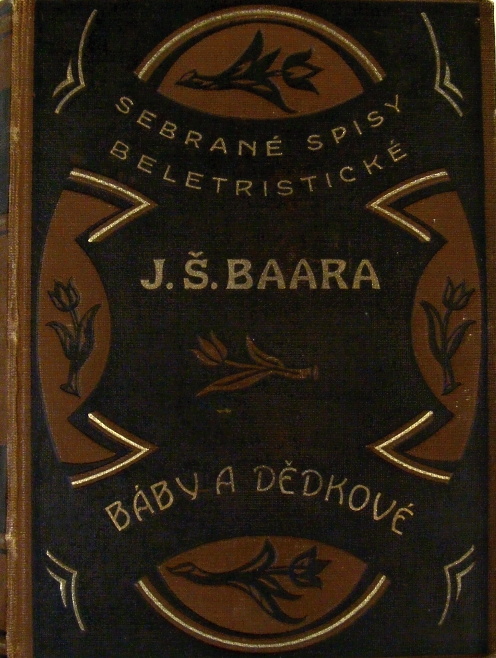 SEBRANÉ SPISY
BELETRISTICKÉ
J. Š. BAARA
BÁBY A DĚDKOVÉ